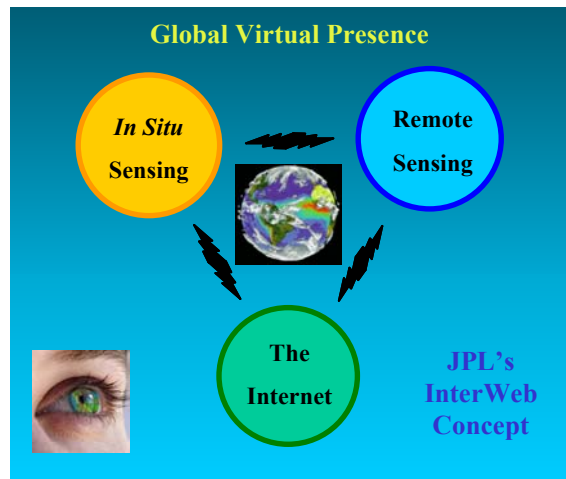 Global Virtual Presence
In Situ
Sensing
Remote
Sensing
The
Internet
JPL's
InterWeb
Concept